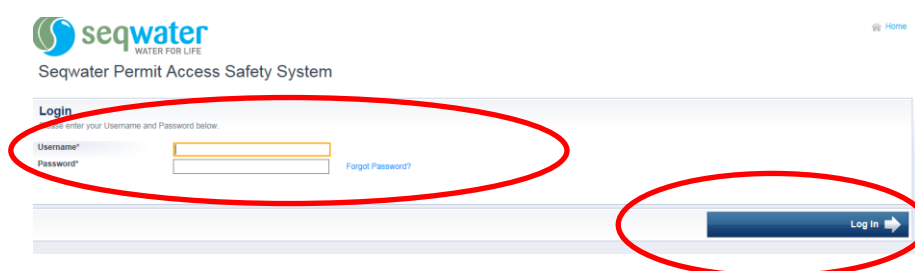 seqwater
WATER FOR LIFE
Home
Seqwater Permit Access Safety System
Login
Please enter your Username and Password below.
Username*
Password*
Forgot Password?
Log In